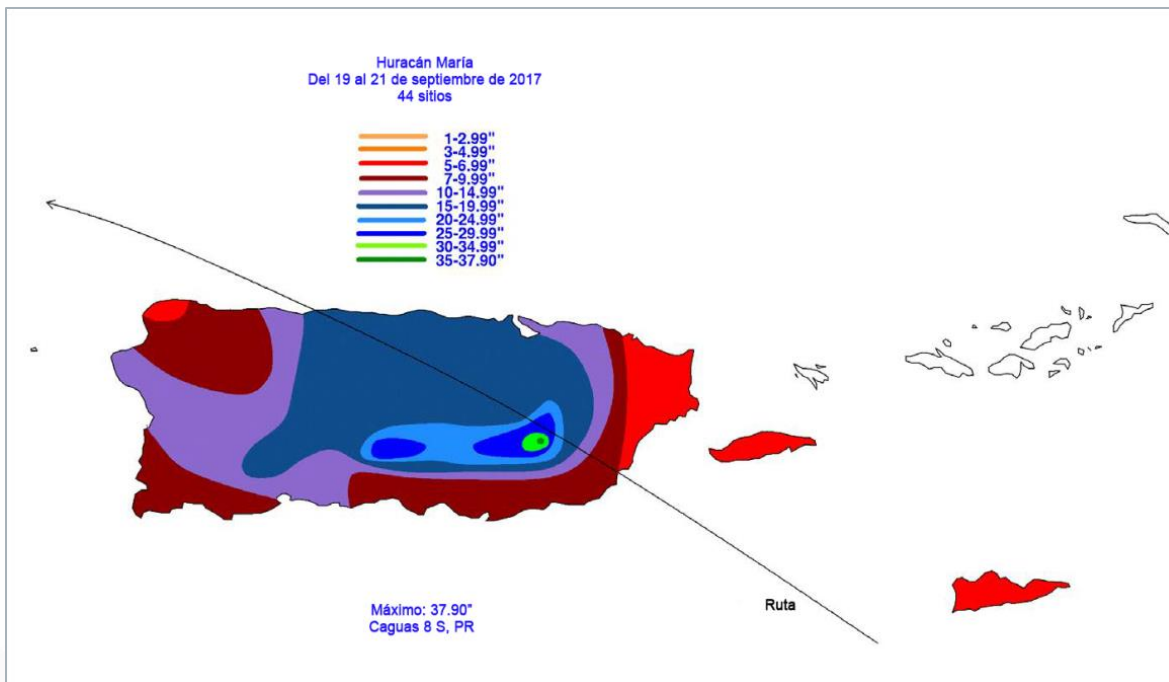 Huracán María
Del 19 al 21 de septiembre de 2017
44 sitios
1-2.99"
3-4.99"
5-6.99"
7-9.99"
10-14.99"
15-19.99"
20-24.99"
25-29.99"
30-34.99"
35-37.90"
Ruta
Máximo: 37.90"
Caguas 8 S, PR